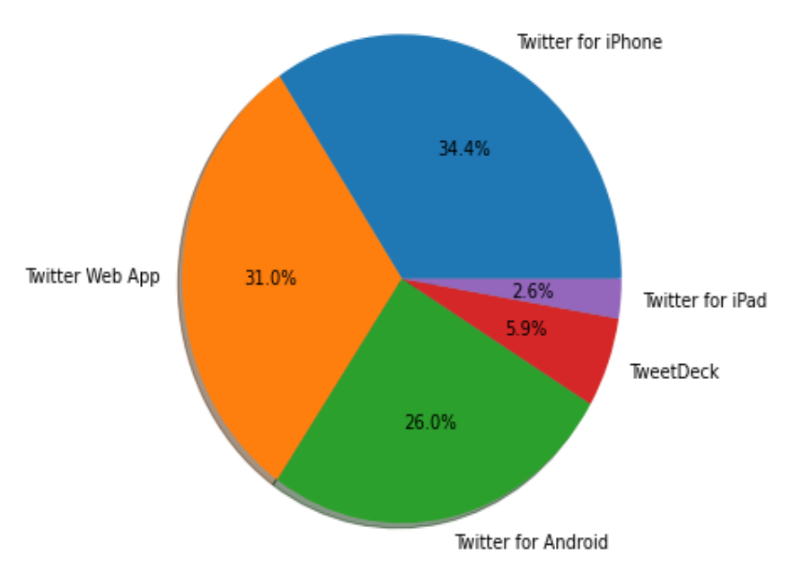 Twitter for iPhone
34.4%
Twitter Web App
31.0%
2.6%
Twitter for iPad
5.9%
TweetDeck
26.0%
Twitter for Android